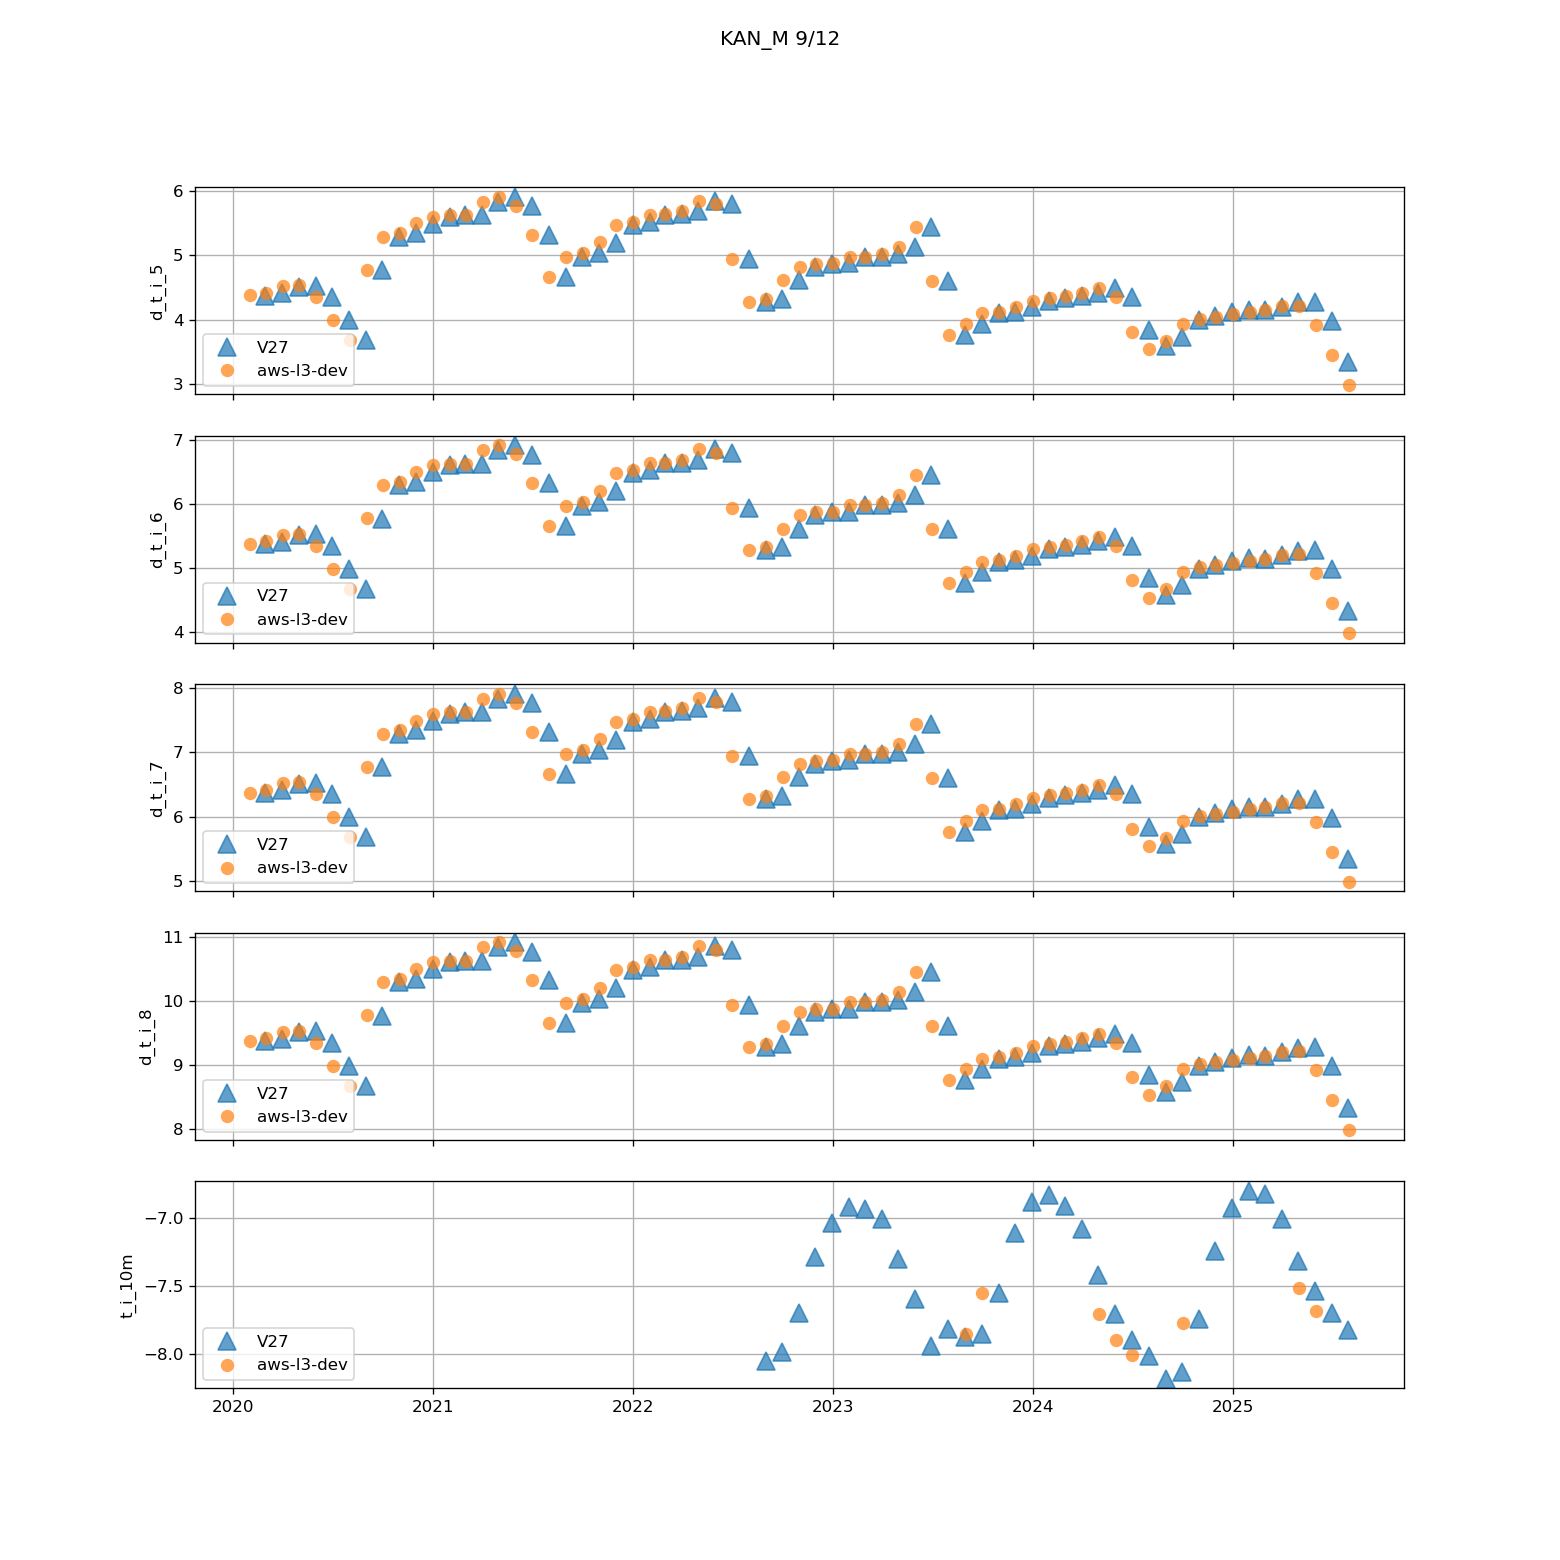 KAN_M 9/12
6
5
4
3
d_t_i_5
V27
aws-l3-dev
7
6
5
4
d_t_i_6
V27
aws-l3-dev
8
7
6
5
d_t_i_7
V27
aws-l3-dev
11
10
9
8
d_t_i_8
V27
aws-l3-dev
−7.0
−7.5
−8.0
t_i_10m
V27
aws-l3-dev
2020 2021 2022 2023 2024 2025